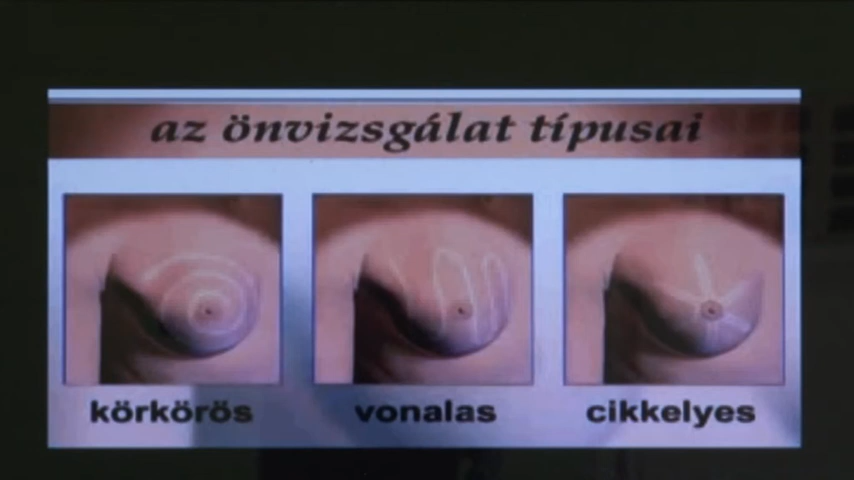 az önvizsgálat típusai
körkörös
vonalas
cikkelyes